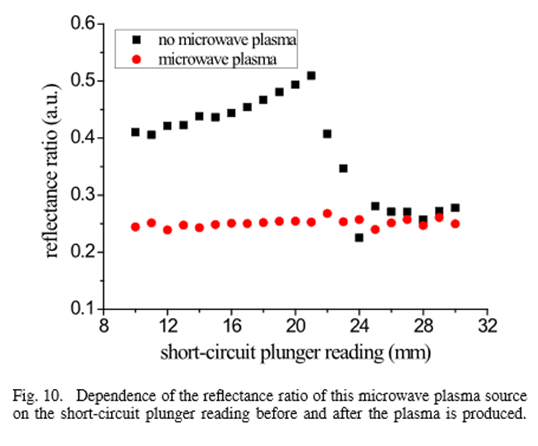 0.6
0.5
0.4
0.3
0.2
0.1
reflectance ratio (a.u.)
no microwave plasma
microwave plasma
8 12 16 20 24 28 32
short-circuit plunger reading (mm)
Fig. 10. Dependence of the reflectance ratio of this microwave plasma source
on the short-circuit plunger reading before and after the plasma is produced.